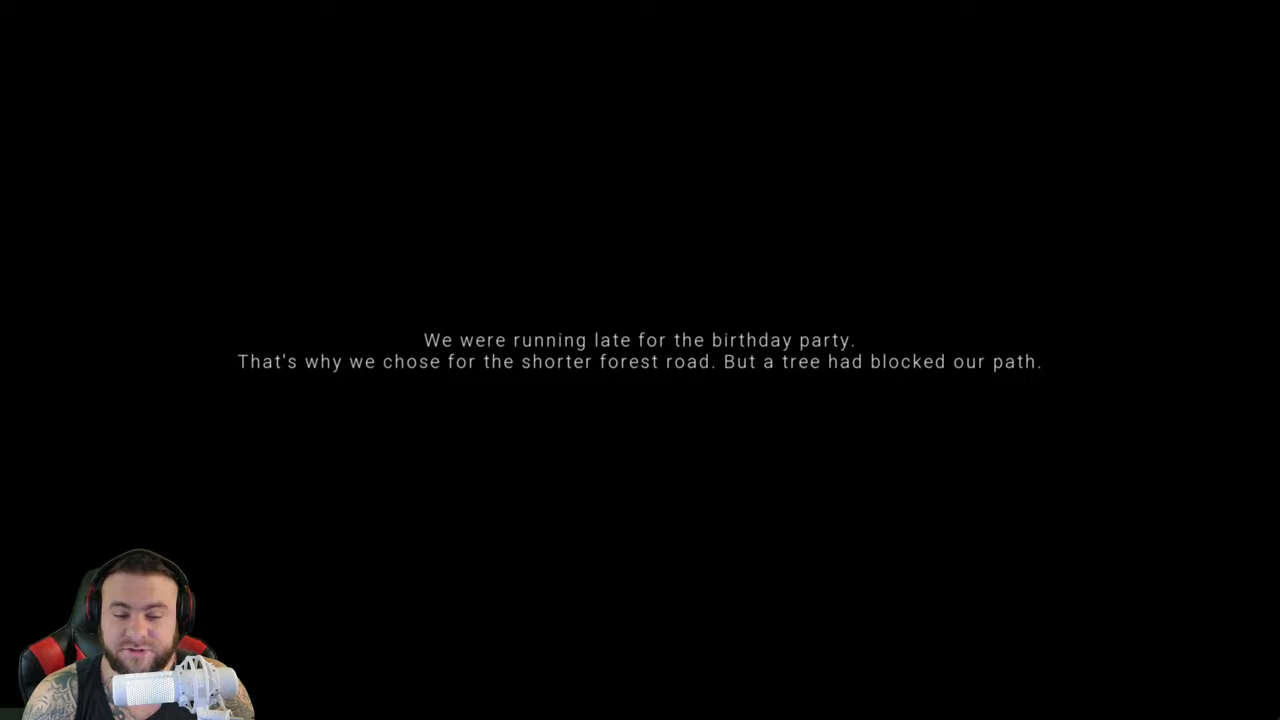 We were running late for the birthday party.
That's why we chose for the shorter forest road. But a tree had blocked our path.